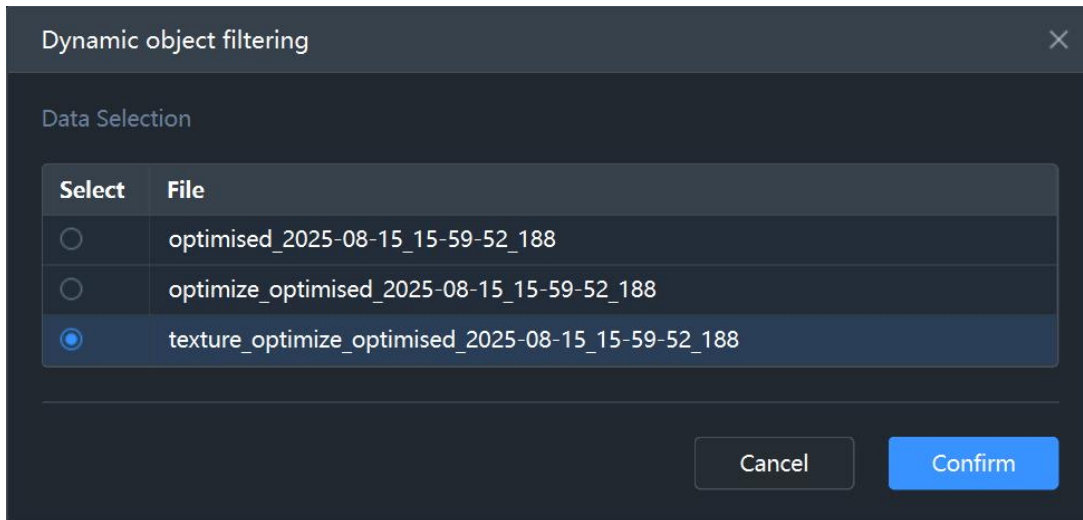 Dynamic object filtering
Data Selection
Select File
optimised_2025-08-15_15-59-52_188
optimize_optimised_2025-08-15_15-59-52_188
texture_optimize_optimised_2025-08-15_15-59-52_188
Cancel Confirm